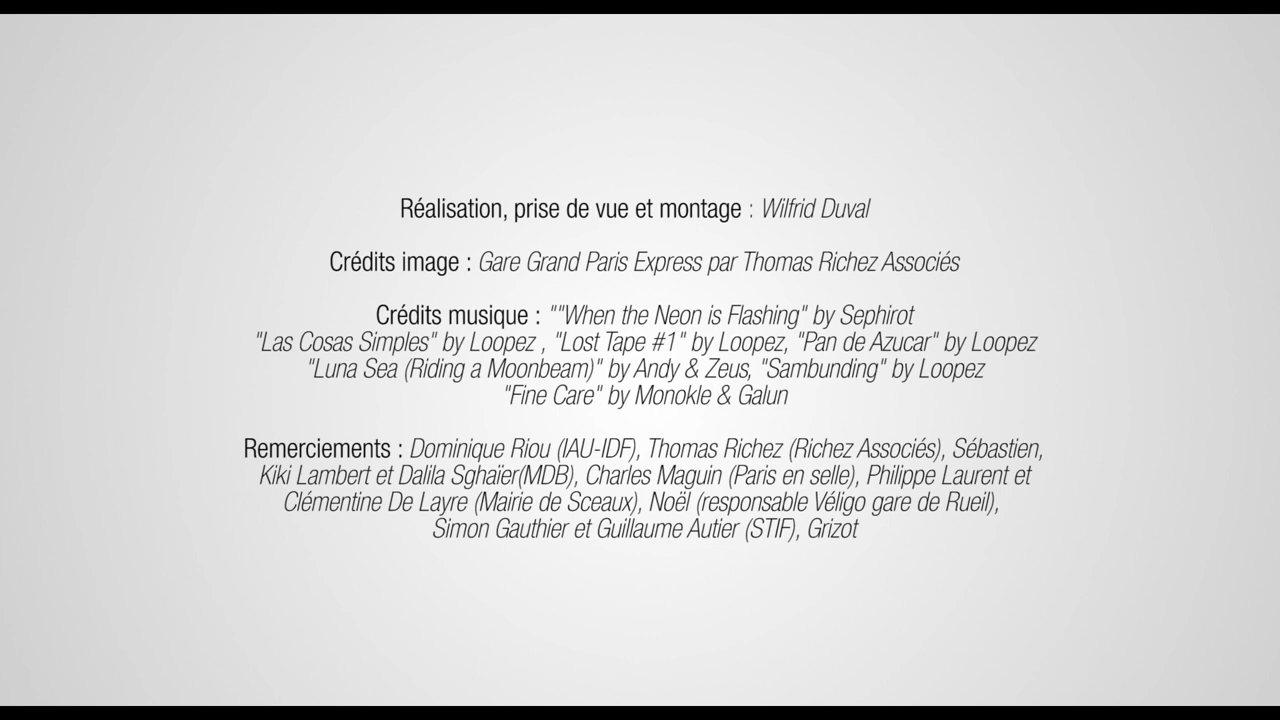 Réalisation, prise de vue et montage : Wilfrid Duval
Crédits image : Gare Grand Paris Express par Thomas Richez Associés
Crédits musique : ""When the Neon is Flashing" by Sephirot
"Las Cosas Simples" by Loopez , "Lost Tape #1" by Loopez, "Pan de Azucar" by Loopez
"Luna Sea (Riding a Moonbeam)" by Andy & Zeus, "Sambunding" by Loopez
"Fine Care" by Monokle & Galun
Remerciements : Dominique Riou (IAU-IDF), Thomas Richez (Richez Associés), Sébastien,
Kiki Lambert et Dalila Sghaïer(MDB), Charles Maguin (Paris en selle), Philippe Laurent et
Clémentine De Layre (Mairie de Sceaux), Noël (responsable Véligo gare de Rueil),
Simon Gauthier et Guillaume Autier (STIF), Grizot